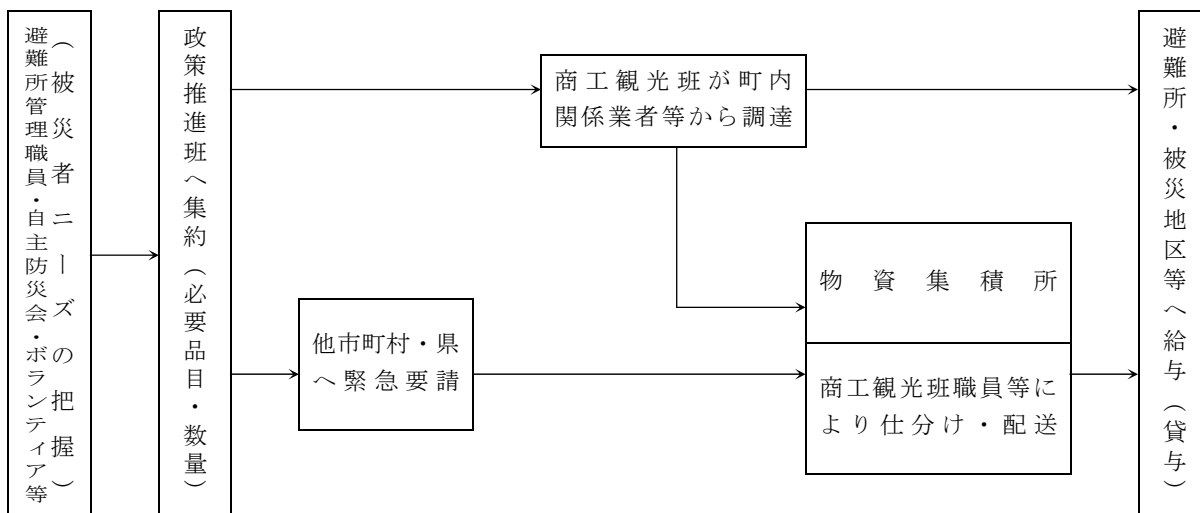 避難所管理職員・自主防災会・ボランティア等
（被災者ニーズの把握）
政策推進班へ集約（必要品目・数量）
商工観光班が町内
関係業者等から調達
他市町村・県
へ緊急要請
物資集積所
商工観光班職員等に
より仕分け・配送
避難所・被災地区等へ給与（貸与）